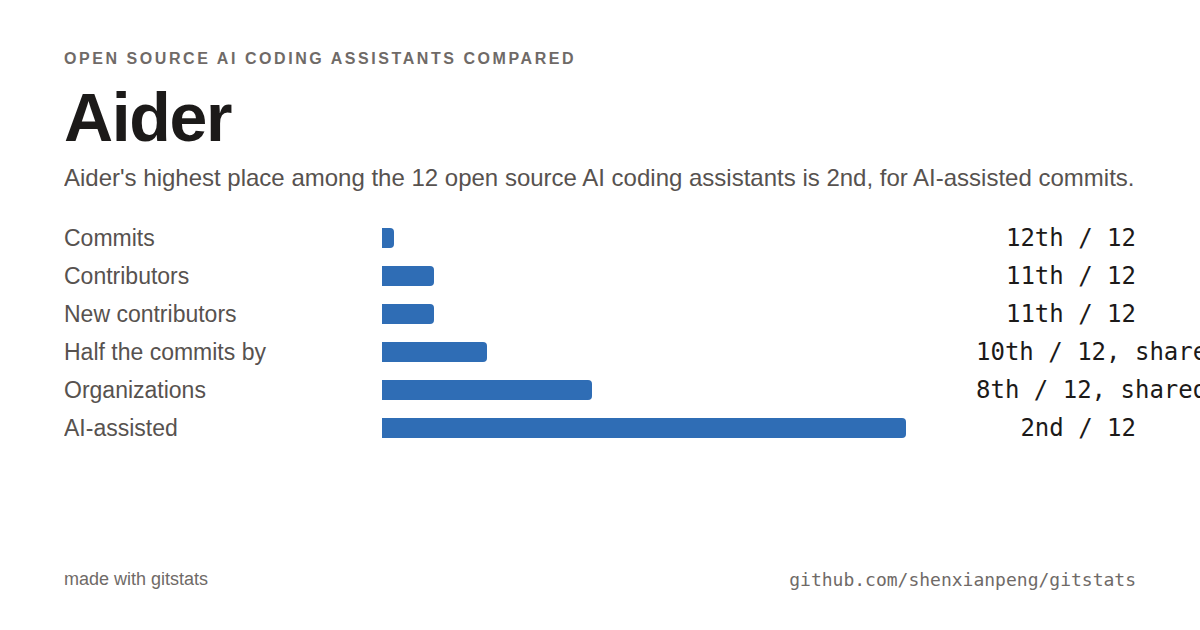 OPEN SOURCE AI CODING ASSISTANTS COMPARED
Aider
Aider's highest place among the 12 open source AI coding assistants is 2nd, for AI-assisted commits.
Commits 12th / 12
Contributors 11th / 12
New contributors 11th / 12
Half the commits by 10th / 12, share
Organizations 8th / 12, shared
AI-assisted 2nd / 12
made with gitstats github.com/shenxianpeng/gitstats